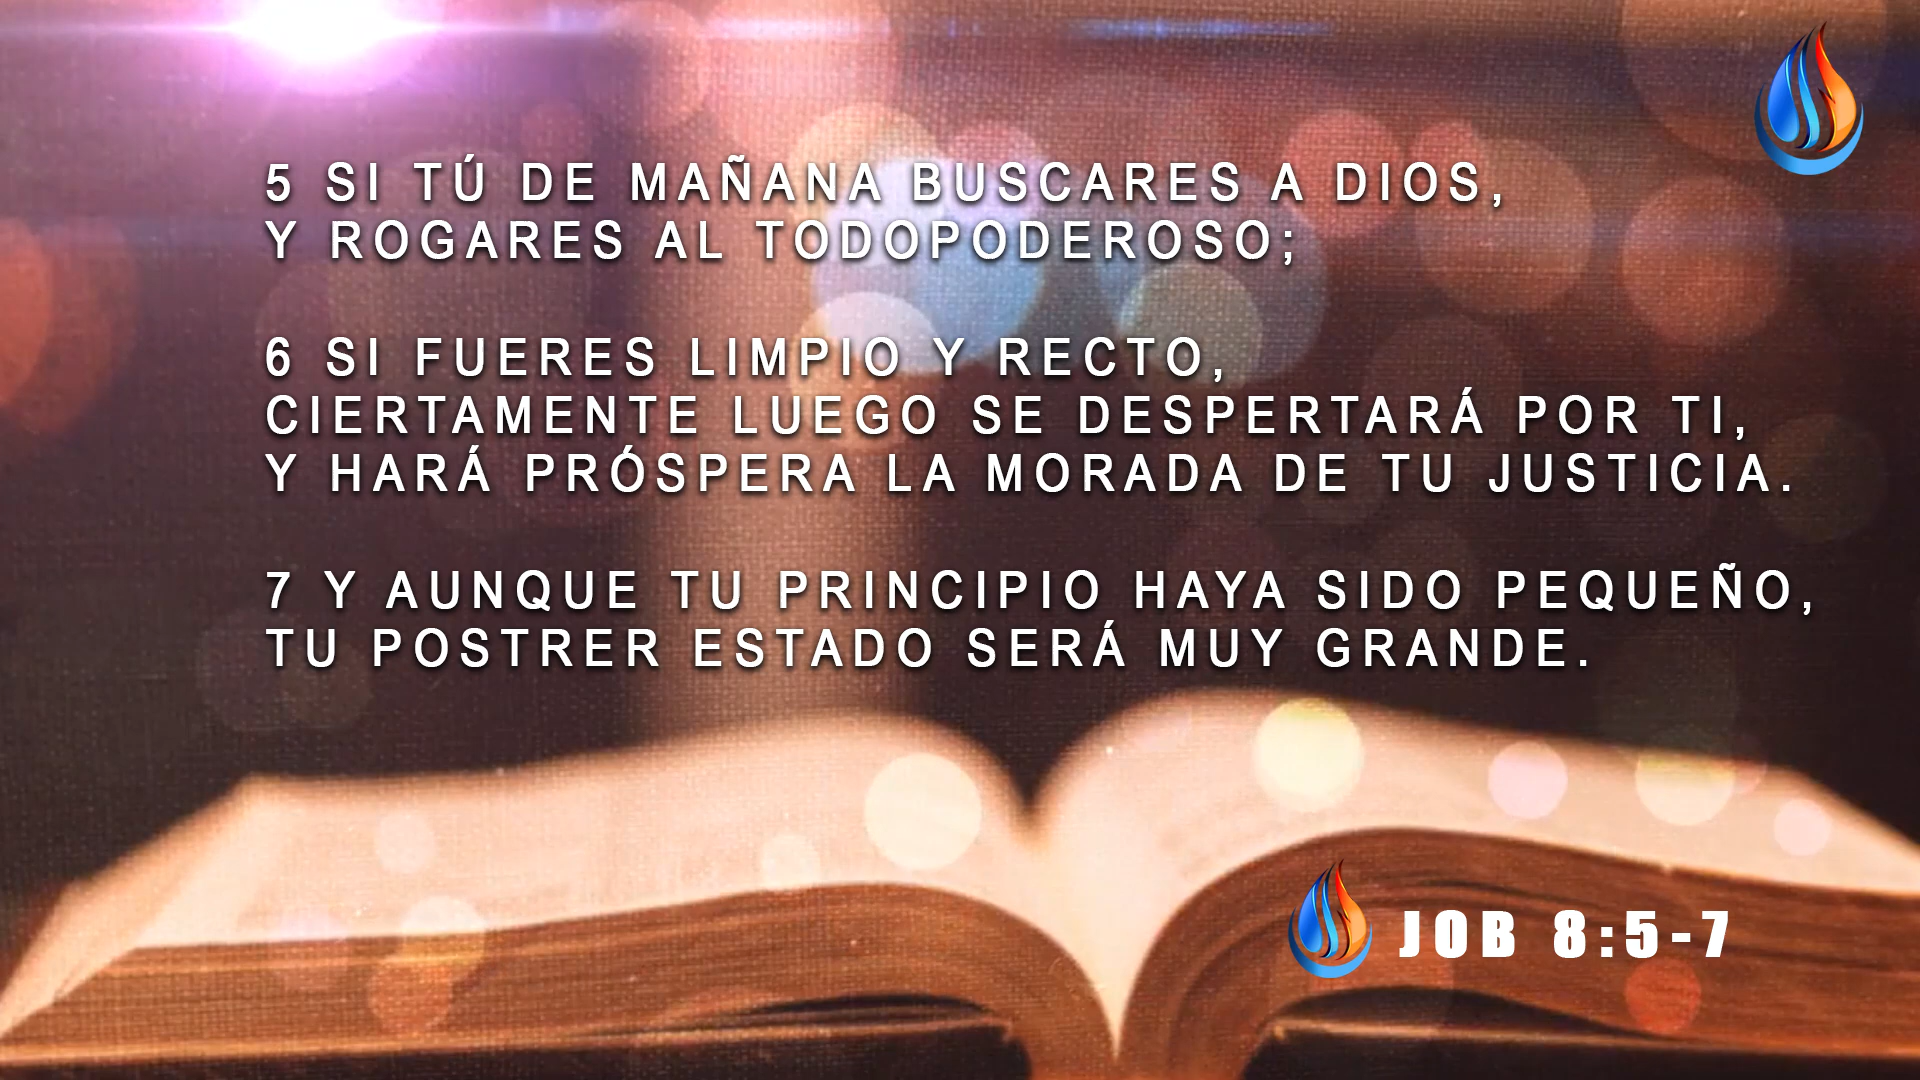 5 SI TÚ DE MAÑANA BUSCARES A DIOS,
Y ROGARES AL TODOPODEROSO;
6 SI FUERES LIMPIO Y RECTO,
CIERTAMENTE LUEGO SE DESPERTARÁ POR TI,
Y HARÁ PRÓSPERA LA MORADA DE TU JUSTICIA.
7 Y AUNQUE TU PRINCIPIO HAYA SIDO PEQUEÑO,
TU POSTRER ESTADO SERÁ MUY GRANDE.
JOB 8:5-7